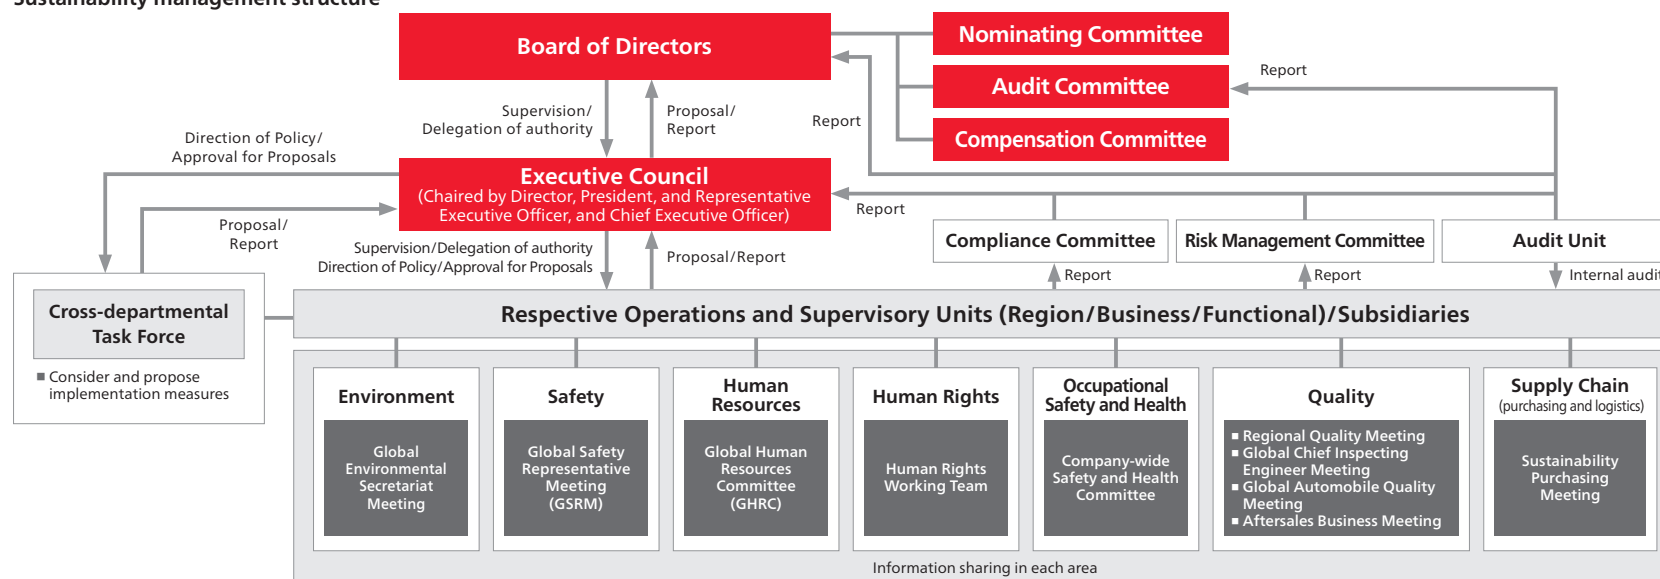 Sustainability management structure
Board of Directors
Nominating Committee
Audit Committee
Compensation Committee
Report
Supervision/
Delegation of authority
Proposal/
Report
Report
Direction of Policy/
Approval for Proposals
Executive Council
(Chaired by Director, President, and Representative
Executive Officer, and Chief Executive Officer)
Report
Proposal/
Report
Supervision/Delegation of authority
Direction of Policy/Approval for Proposals
Proposal/Report
Compliance Committee
Risk Management Committee
Audit Unit
Report
Report
Internal audit
Cross-departmental
Task Force
■ Consider and propose
implementation measures
Respective Operations and Supervisory Units (Region/Business/Functional)/Subsidiaries
Environment
Global
Environmental
Secretariat
Meeting
Safety
Global Safety
Representative
Meeting
(GSRM)
Human
Resources
Global Human
Resources
Committee
(GHRC)
Human Rights
Human Rights
Working Team
Occupational
Safety and Health
Company-wide
Safety and Health
Committee
Quality
■ Regional Quality Meeting
■ Global Chief Inspecting
Engineer Meeting
■ Global Automobile Quality
Meeting
■ Aftersales Business Meeting
Supply Chain
(purchasing and logistics)
Sustainability
Purchasing
Meeting
Information sharing in each area